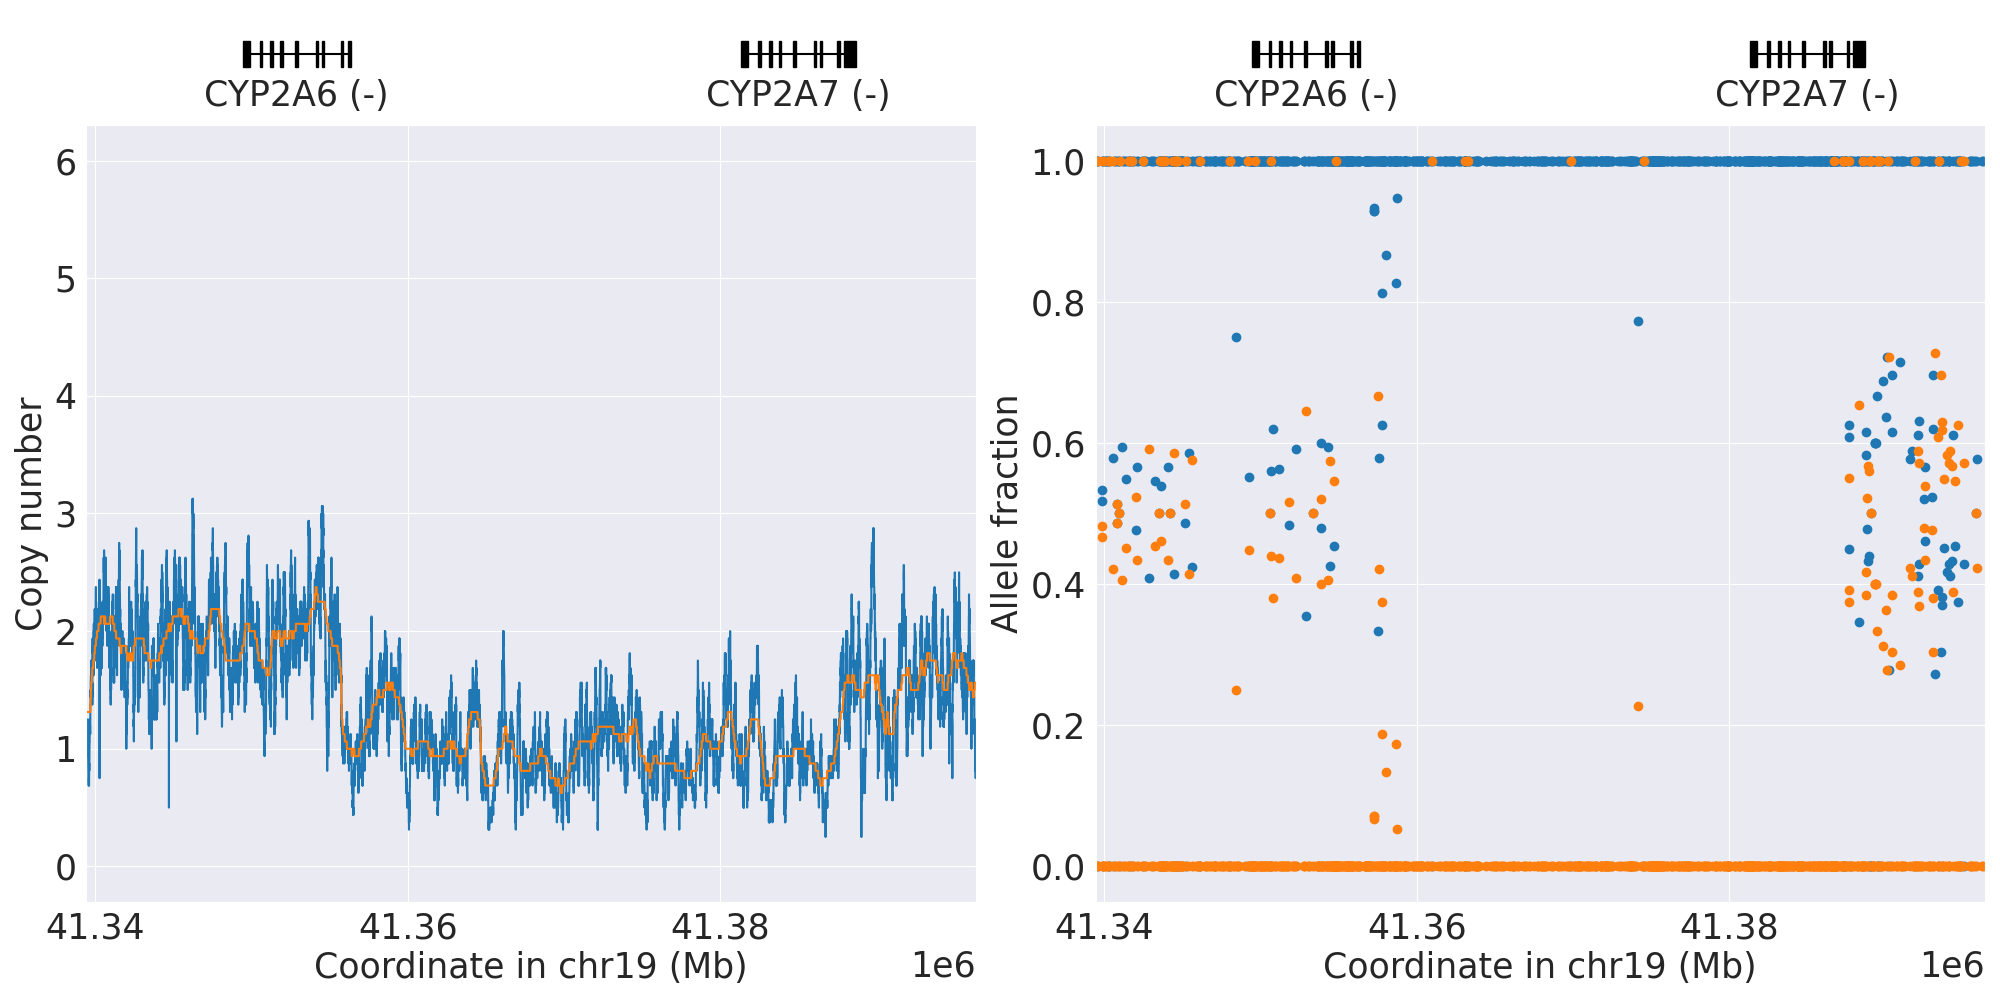 CYP2A6 (-)
CYP2A7 (-)
6
5
4
3
2
1
0
Copy number
41.34
41.36
41.38
1e6
Coordinate in chr19 (Mb)
CYP2A6 (-)
CYP2A7 (-)
1.0
0.8
0.6
0.4
0.2
0.0
Allele fraction
41.34
41.36
41.38
1e6
Coordinate in chr19 (Mb)